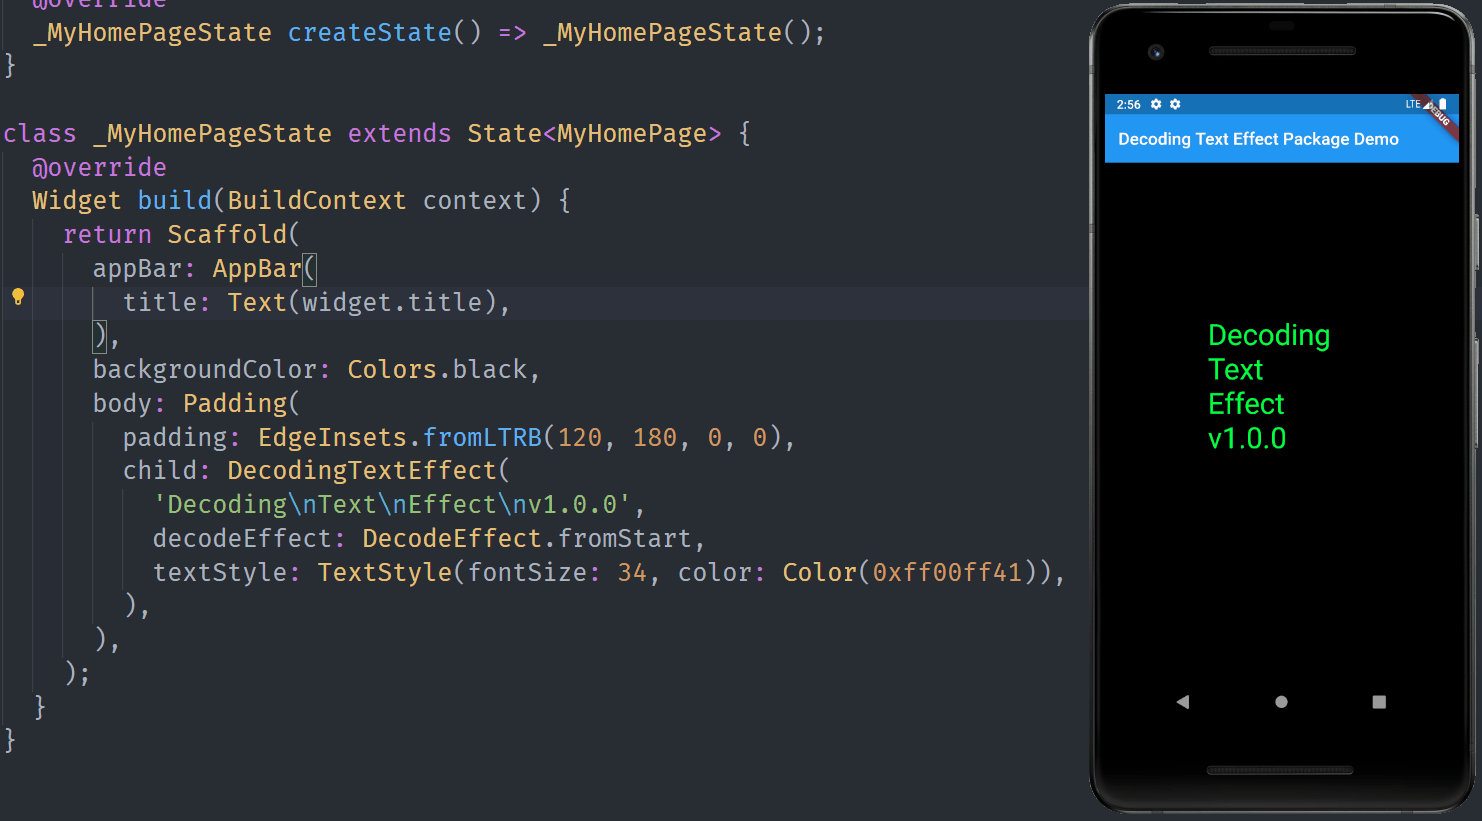 @override
_MyHomePageState createState() => _MyHomePageState();
}
class _MyHomePageState extends State<MyHomePage> {
@override
Widget build(BuildContext context) {
return Scaffold(
appBar: AppBar(
title: Text(widget.title),
),
backgroundColor: Colors.black,
body: Padding(
padding: EdgeInsets.fromLTRB(120, 180, 0, 0),
child: DecodingTextEffect(
'Decoding\nText\nEffect\nv1.0.0',
decodeEffect: DecodeEffect.fromStart,
textStyle: TextStyle(fontSize: 34, color: Color(0xff00ff41)),
),
),
);
}
}
2:56 LTE
DEBUG
Decoding Text Effect Package Demo
Decoding
Text
Effect
v1.0.0